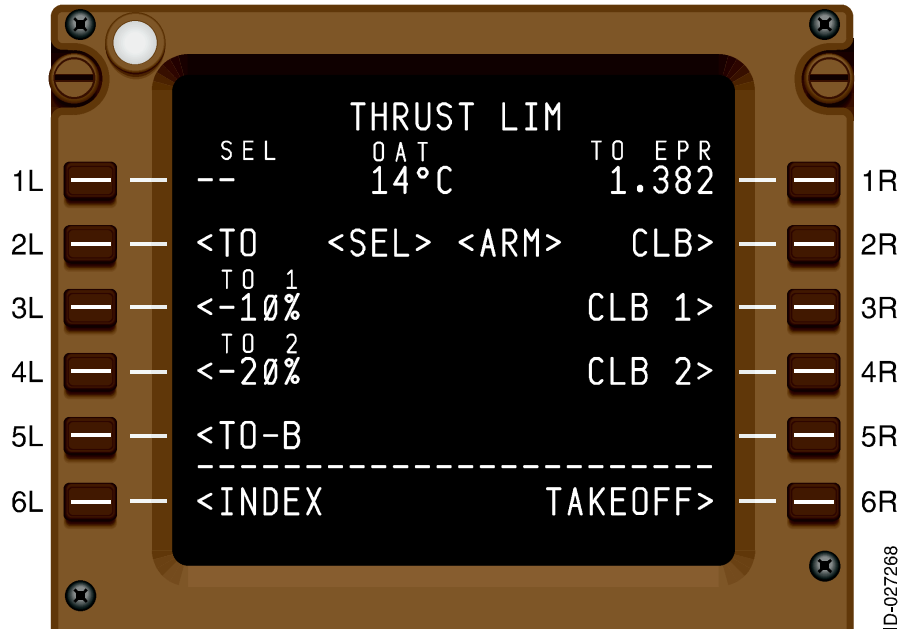 THRUST LIM
SEL OAT TO EPR
1L -- 14°C 1.382 1R
2L <TO <SEL> <ARM> CLB> 2R
TO 1
3L <-10% CLB 1> 3R
TO 2
4L <-20% CLB 2> 4R
5L <TO-B 5R
--------------------------------
6L <INDEX TAKEOFF> 6R
ID-027268